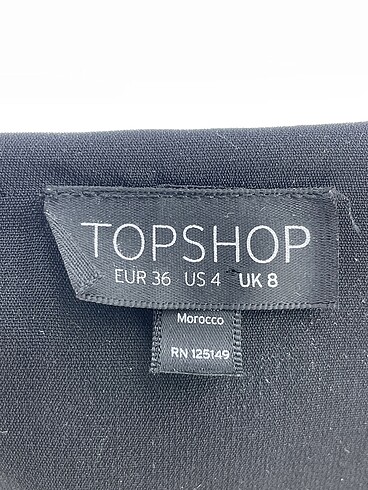 TOPSHOP
EUR 36 US 4 UK 8
Morocco
RN 125149